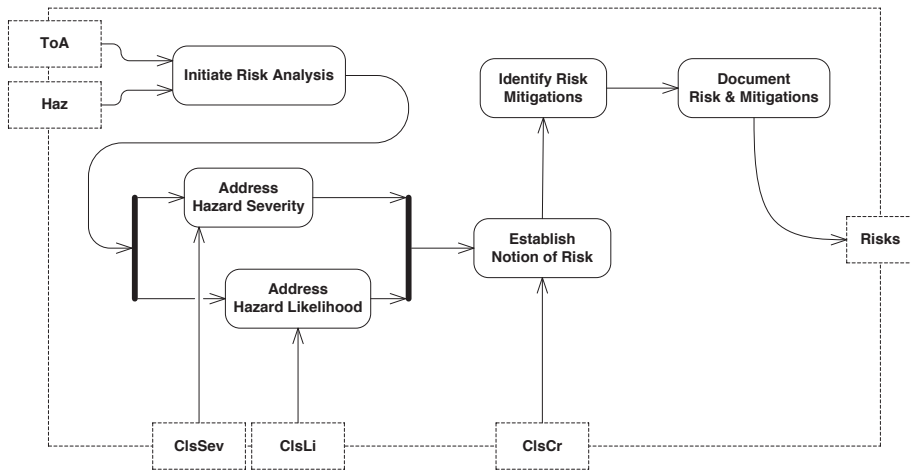 ToA
Initiate Risk Analysis
Haz
Identify Risk
Mitigations
Document
Risk & Mitigations
Address
Hazard Severity
Establish
Notion of Risk
Risks
Address
Hazard Likelihood
ClsSev
ClsLi
ClsCr